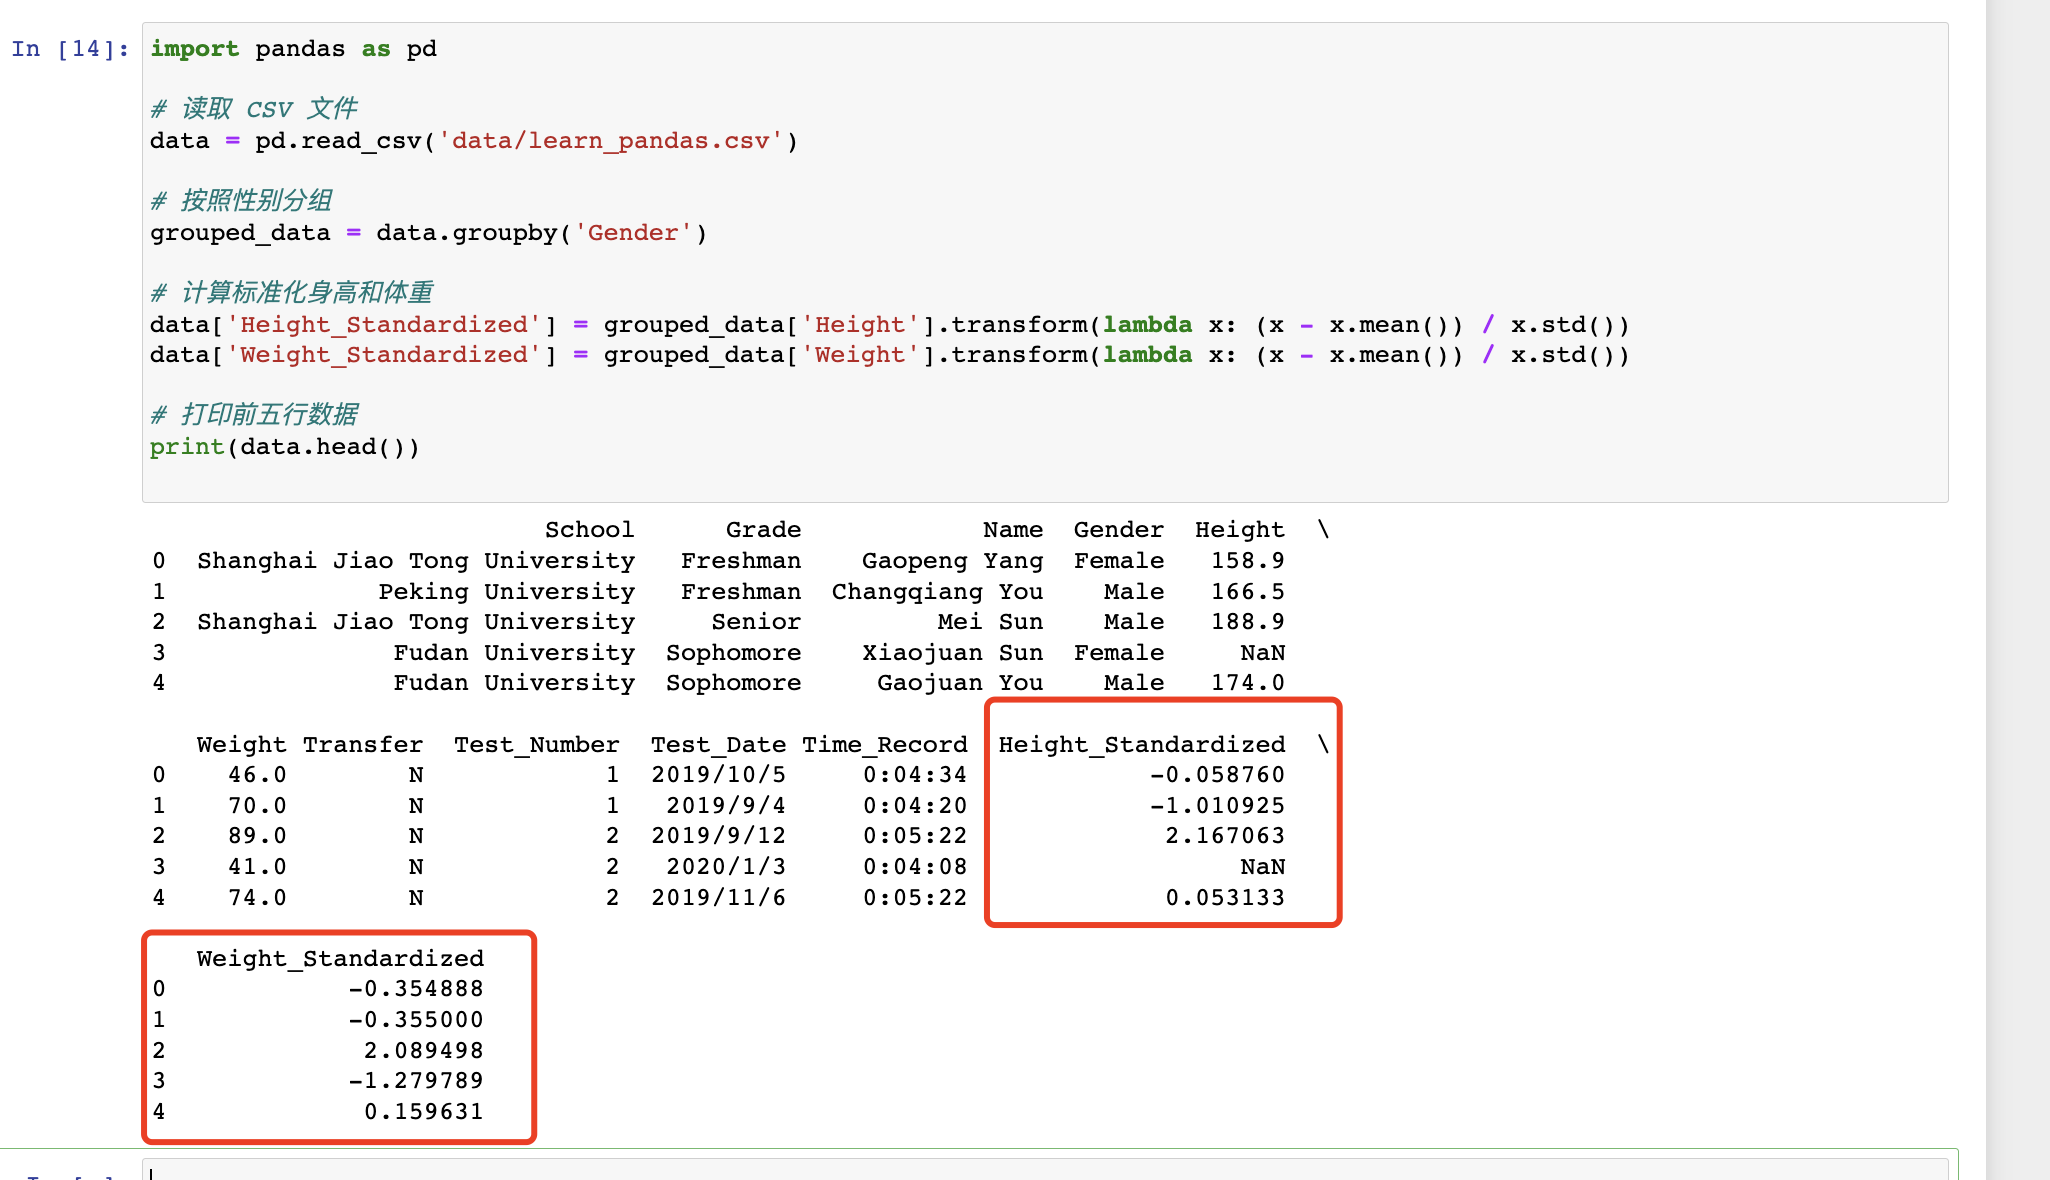 In [14]: import pandas as pd
# 读取 CSV 文件
data = pd.read_csv('data/learn_pandas.csv')
# 按照性别分组
grouped_data = data.groupby('Gender')
# 计算标准化身高和体重
data['Height_Standardized'] = grouped_data['Height'].transform(lambda x: (x - x.mean()) / x.std())
data['Weight_Standardized'] = grouped_data['Weight'].transform(lambda x: (x - x.mean()) / x.std())
# 打印前五行数据
print(data.head())
School Grade Name Gender Height \
0 Shanghai Jiao Tong University Freshman Gaopeng Yang Female 158.9
1 Peking University Freshman Changqiang You Male 166.5
2 Shanghai Jiao Tong University Senior Mei Sun Male 188.9
3 Fudan University Sophomore Xiaojuan Sun Female NaN
4 Fudan University Sophomore Gaojuan You Male 174.0
Weight Transfer Test_Number Test_Date Time_Record Height_Standardized \
0 46.0 N 1 2019/10/5 0:04:34 -0.058760
1 70.0 N 1 2019/9/4 0:04:20 -1.010925
2 89.0 N 2 2019/9/12 0:05:22 2.167063
3 41.0 N 2 2020/1/3 0:04:08 NaN
4 74.0 N 2 2019/11/6 0:05:22 0.053133
Weight_Standardized
0 -0.354888
1 -0.355000
2 2.089498
3 -1.279789
4 0.159631